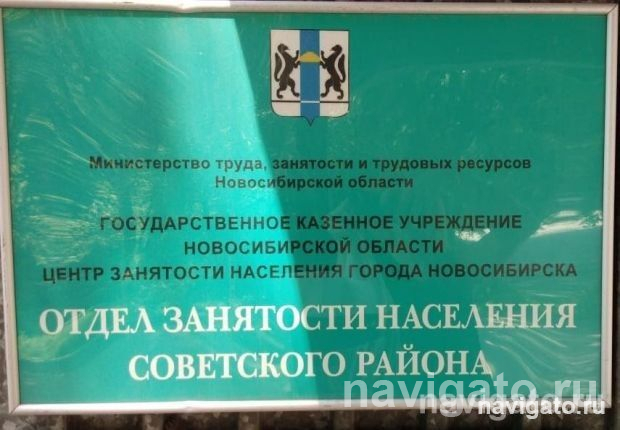 Министерство труда, занятости и трудовых ресурсов
Новосибирской области
ГОСУДАРСТВЕННОЕ КАЗЕННОЕ УЧРЕЖДЕНИЕ
НОВОСИБИРСКОЙ ОБЛАСТИ
ЦЕНТР ЗАНЯТОСТИ НАСЕЛЕНИЯ ГОРОДА НОВОСИБИРСКА
ОТДЕЛ ЗАНЯТОСТИ НАСЕЛЕНИЯ
СОВЕТСКОГО РАЙОНА
navigato.ru
navigato.ru